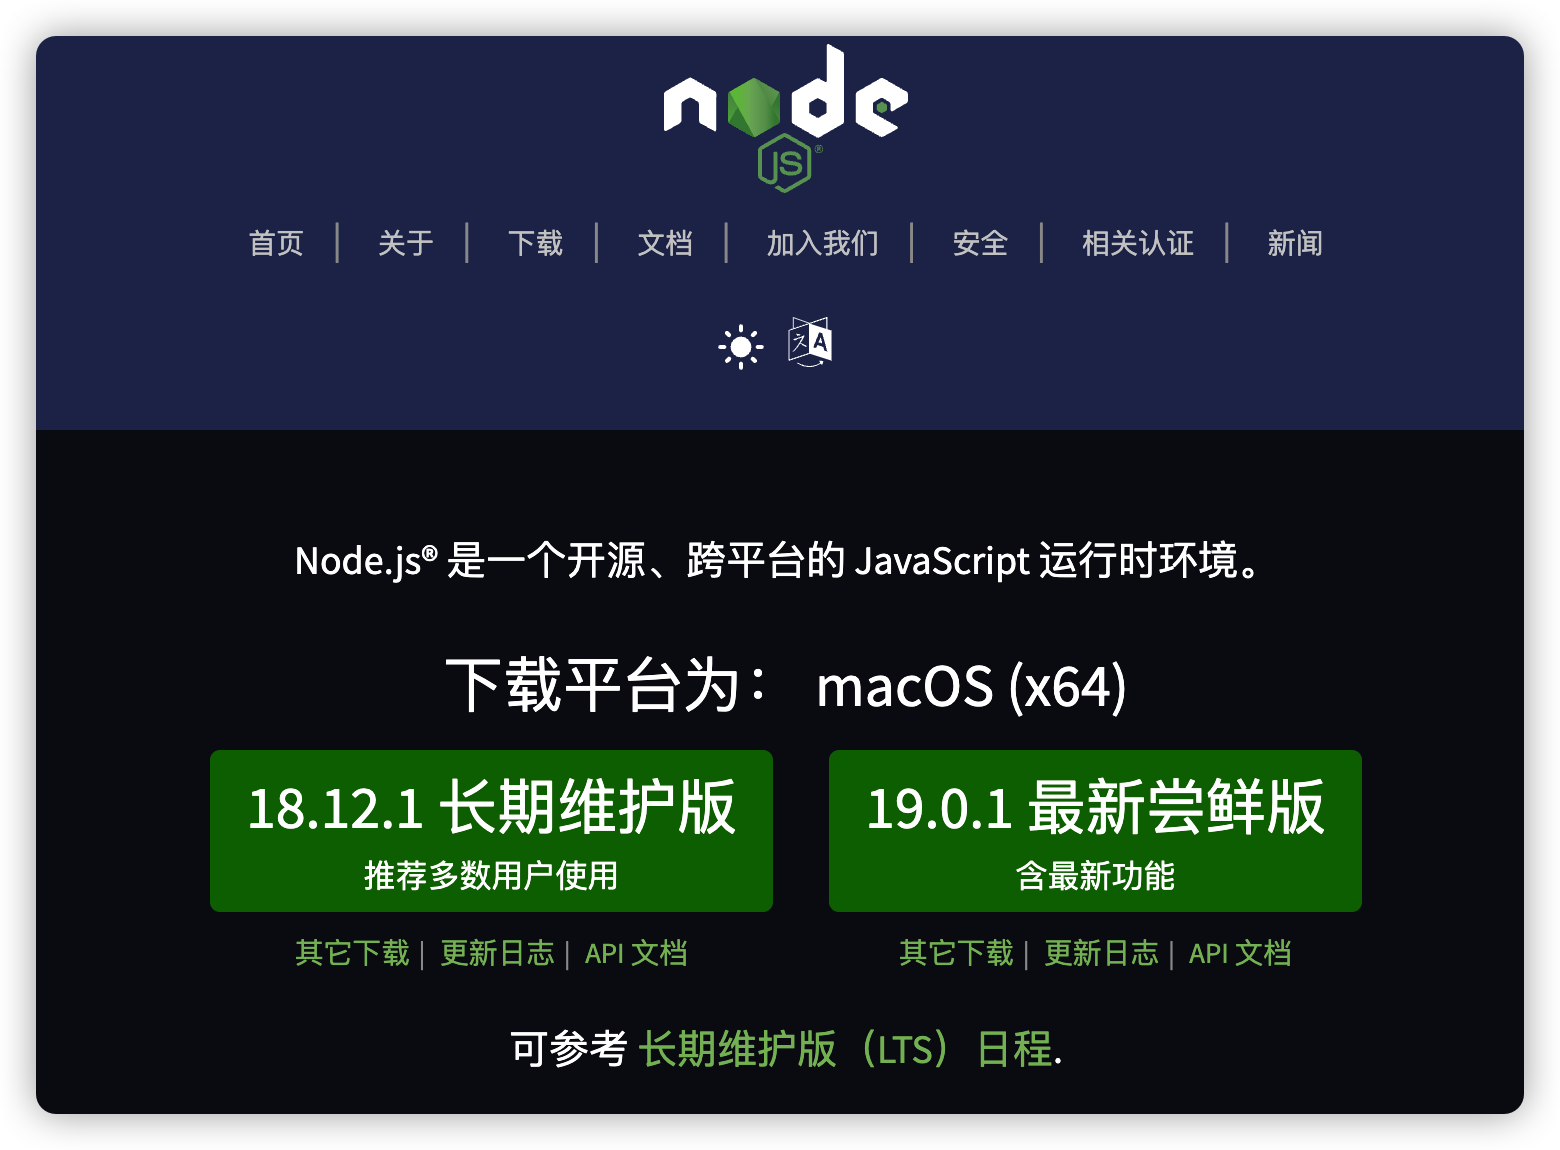 node
JS®
首页 | 关于 | 下载 | 文档 | 加入我们 | 安全 | 相关认证 | 新闻
文 A
Node.js® 是一个开源、跨平台的 JavaScript 运行时环境。
下载平台为： macOS (x64)
18.12.1 长期维护版
推荐多数用户使用
19.0.1 最新尝鲜版
含最新功能
其它下载 | 更新日志 | API 文档
其它下载 | 更新日志 | API 文档
可参考 长期维护版（LTS） 日程.